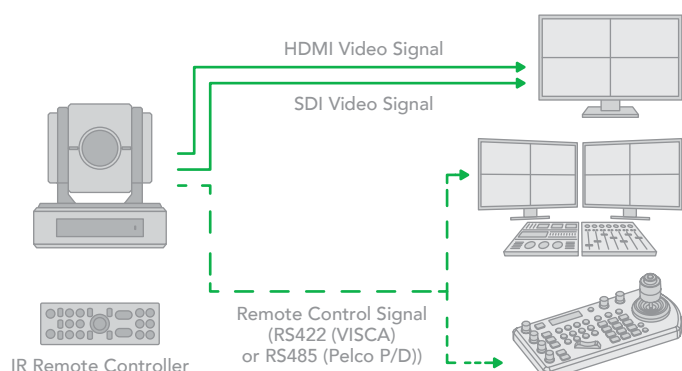 HDMI Video Signal
SDI Video Signal
Remote Control Signal
(RS422 (VISCA)
or RS485 (Pelco P/D))
IR Remote Controller